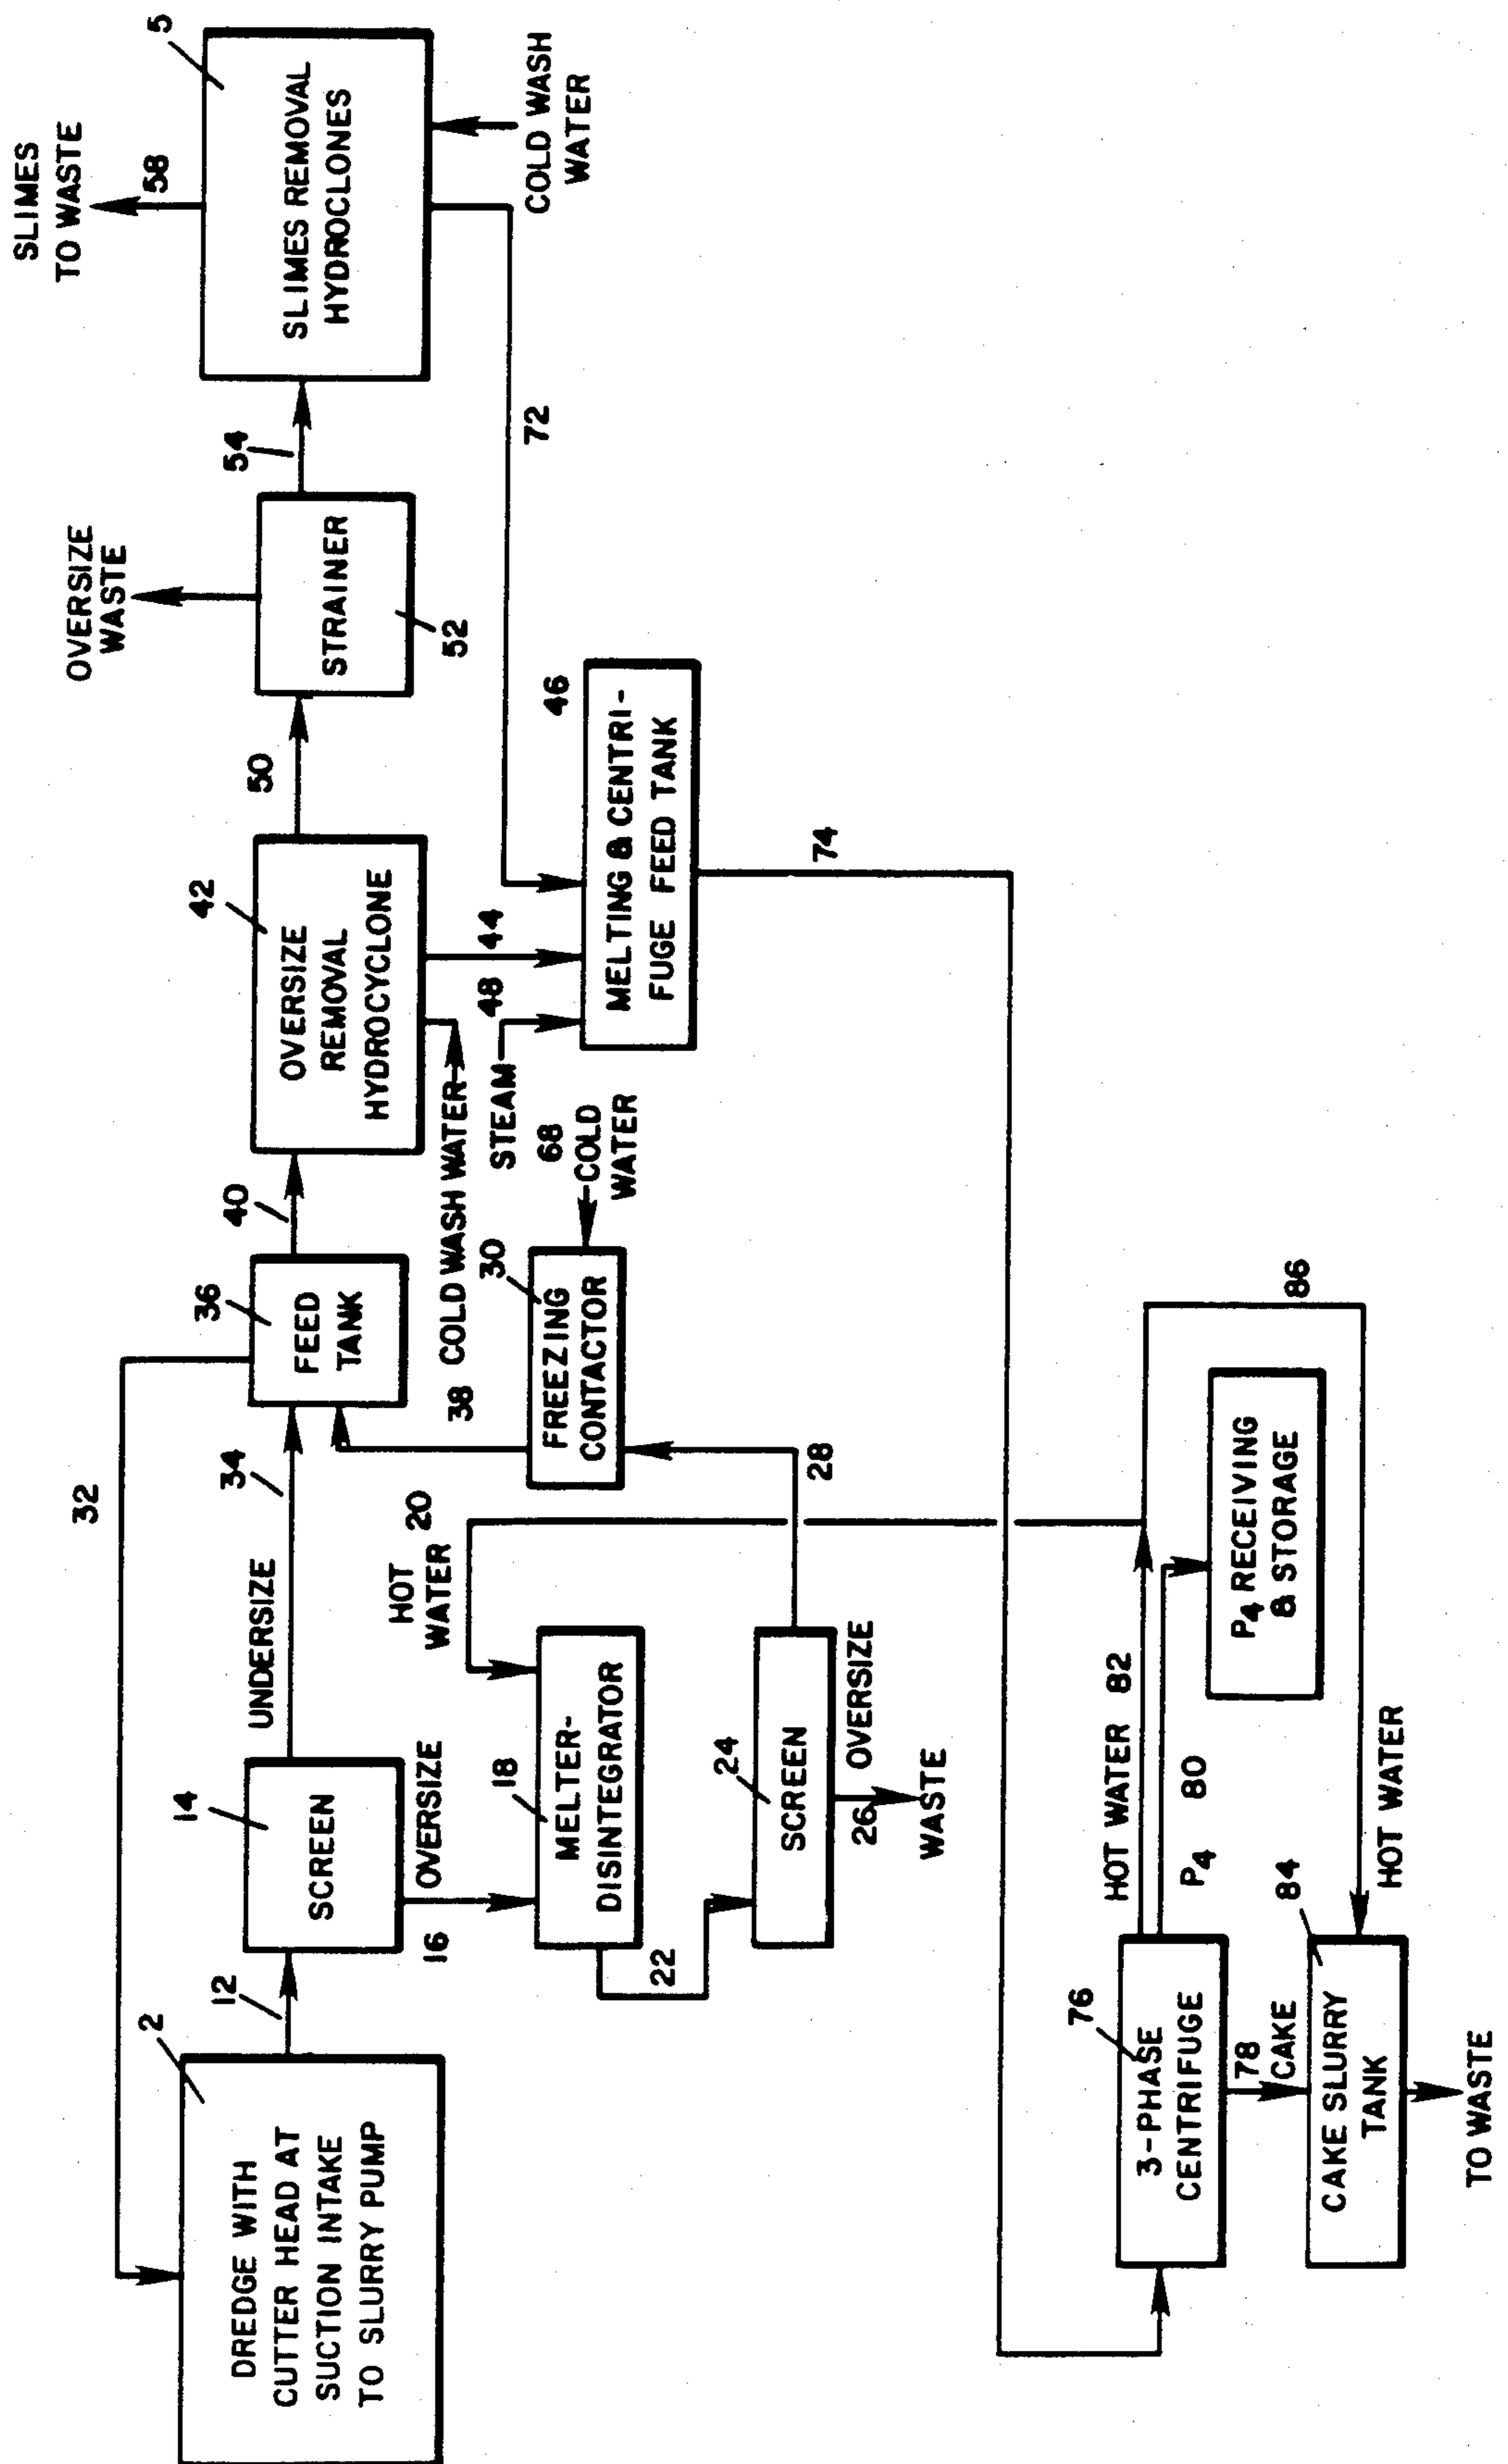 SLIMES
TO WASTE
58
5
SLIMES REMOVAL
HYDROCLONES
COLD WASH
WATER
72
54
OVERSIZE
WASTE
STRAINER
52
50
42
OVERSIZE
REMOVAL
HYDROCYCLONE
44
48
STEAM
46
MELTING & CENTRI-
FUGE FEED TANK
74
40
36
FEED
TANK
38 COLD WASH WATER
30
FREEZING
CONTACTOR
68
COLD
WATER
28
32
34
UNDERSIZE
14
SCREEN
12
16
OVERSIZE
HOT
WATER
20
18
MELTER-
DISINTEGRATOR
22
24
SCREEN
26
OVERSIZE
WASTE
2
DREDGE WITH
CUTTER HEAD AT
SUCTION INTAKE
TO SLURRY PUMP
76
3-PHASE
CENTRIFUGE
HOT WATER 82
P4 80
P4 RECEIVING
& STORAGE
86
HOT WATER
78
CAKE
84
CAKE SLURRY
TANK
TO WASTE